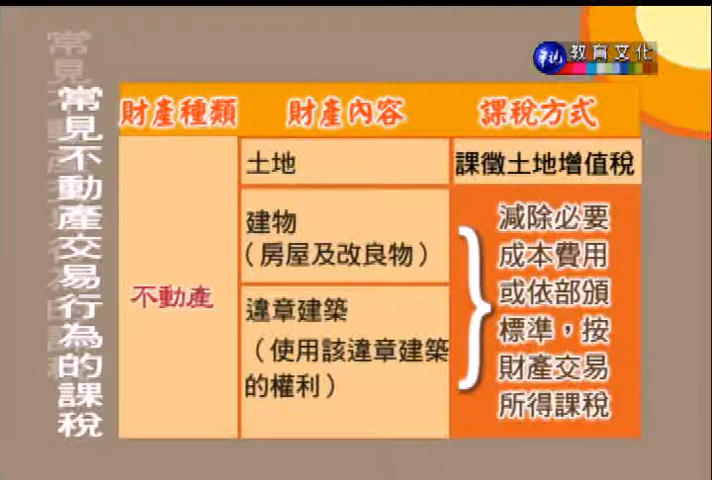 華視 教育文化
常見不動產交易行為的課稅
財產種類 財產內容 課稅方式
不動產
土地
課徵土地增值稅
建物
（房屋及改良物）
違章建築
（使用該違章建築
的權利）
減除必要
成本費用
或依部頒
標準，按
財產交易
所得課稅